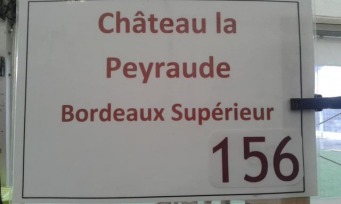 Château la
Peyraude
Bordeaux Supérieur
156